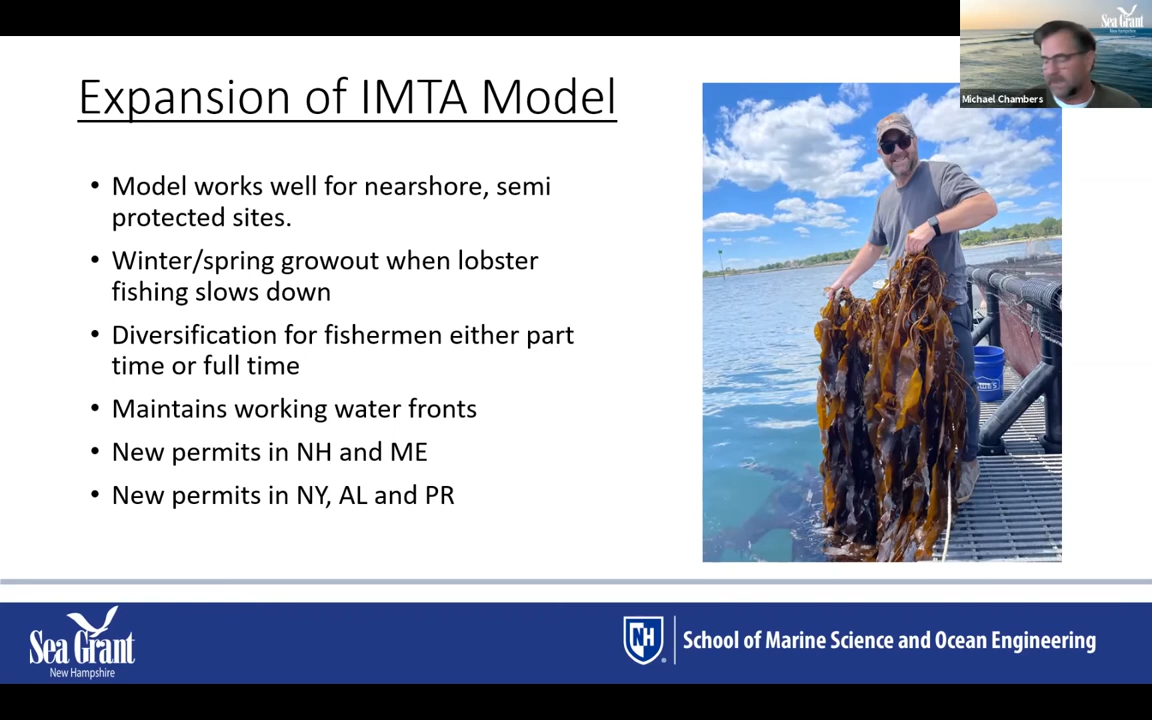 Expansion of IMTA Model
Sea Grant
New Hampshire
Michael Chambers
• Model works well for nearshore, semi
protected sites.
• Winter/spring growout when lobster
fishing slows down
• Diversification for fishermen either part
time or full time
• Maintains working water fronts
• New permits in NH and ME
• New permits in NY, AL and PR
Sea Grant
New Hampshire
NH
School of Marine Science and Ocean Engineering